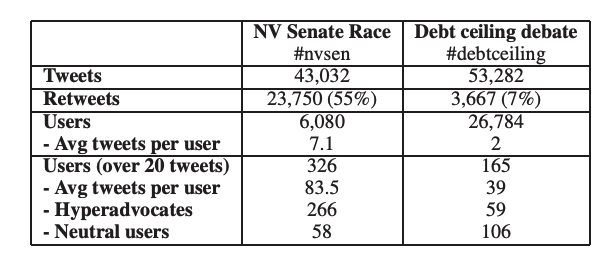 NV Senate Race Debt ceiling debate
#nvsen #debtceiling
Tweets 43,032 53,282
Retweets 23,750 (55%) 3,667 (7%)
Users 6,080 26,784
- Avg tweets per user 7.1 2
Users (over 20 tweets) 326 165
- Avg tweets per user 83.5 39
- Hyperadvocates 266 59
- Neutral users 58 106